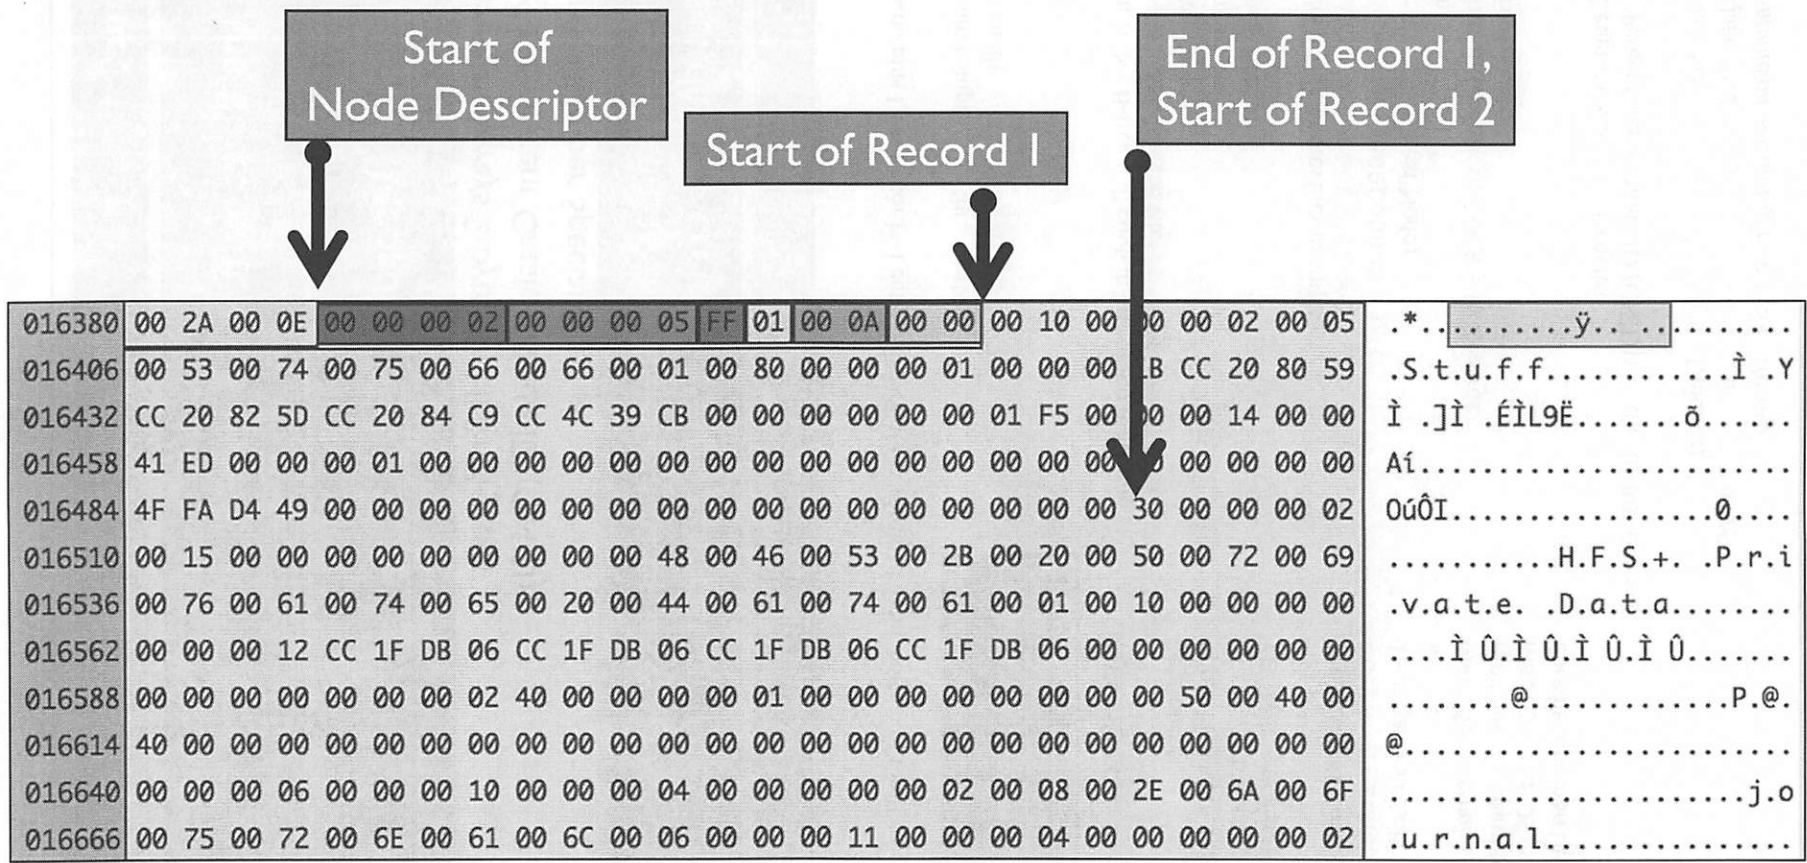 Start of
Node Descriptor
Start of Record 1
End of Record 1,
Start of Record 2
016380 00 2A 00 0E 00 00 00 02 00 00 00 05 FF 01 00 0A 00 00 00 10 00 00 00 02 00 05 .*..........ÿ.. ..........
016406 00 53 00 74 00 75 00 66 00 66 00 01 00 80 00 00 00 01 00 00 00 1B CC 20 80 59 .S.t.u.f.f............Ì .Y
016432 CC 20 82 5D CC 20 84 C9 CC 4C 39 CB 00 00 00 00 00 00 01 F5 00 00 00 14 00 00 Ì .]Ì .ÉÌL9Ë.......õ......
016458 41 ED 00 00 00 01 00 00 00 00 00 00 00 00 00 00 00 00 00 00 00 00 00 00 00 00 Aí........................
016484 4F FA D4 49 00 00 00 00 00 00 00 00 00 00 00 00 00 00 00 00 00 30 00 00 00 02 OúÔI.................0....
016510 00 15 00 00 00 00 00 00 00 00 00 48 00 46 00 53 00 2B 00 20 00 50 00 72 00 69 ...........H.F.S.+. .P.r.i
016536 00 76 00 61 00 74 00 65 00 20 00 44 00 61 00 74 00 61 00 01 00 10 00 00 00 00 .v.a.t.e. .D.a.t.a........
016562 00 00 00 12 CC 1F DB 06 CC 1F DB 06 CC 1F DB 06 CC 1F DB 06 00 00 00 00 00 00 ....Ì Û.Ì Û.Ì Û.Ì Û.......
016588 00 00 00 00 00 00 00 02 40 00 00 00 00 01 00 00 00 00 00 00 00 00 50 00 40 00 ........@.............P.@.
016614 40 00 00 00 00 00 00 00 00 00 00 00 00 00 00 00 00 00 00 00 00 00 00 00 00 00 @.........................
016640 00 00 00 06 00 00 00 10 00 00 00 04 00 00 00 00 00 02 00 08 00 2E 00 6A 00 6F .......................j.o
016666 00 75 00 72 00 6E 00 61 00 6C 00 06 00 00 00 11 00 00 00 04 00 00 00 00 00 02 .u.r.n.a.l................